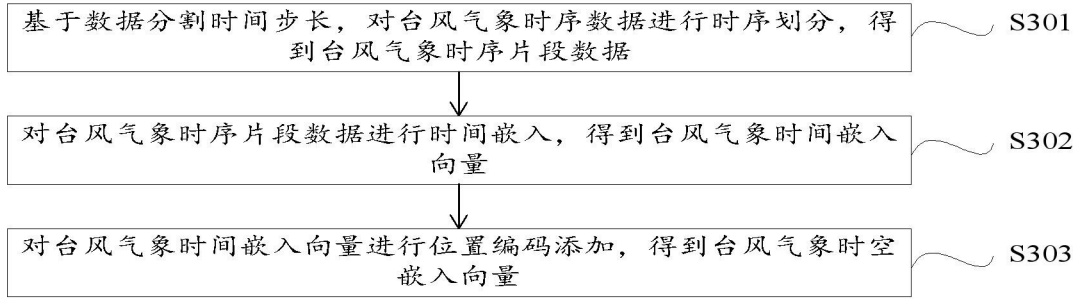 基于数据分割时间步长，对台风气象时序数据进行时序划分，得
到台风气象时序片段数据
S301
对台风气象时序片段数据进行时间嵌入，得到台风气象时间嵌入
向量
S302
对台风气象时间嵌入向量进行位置编码添加，得到台风气象时空
嵌入向量
S303